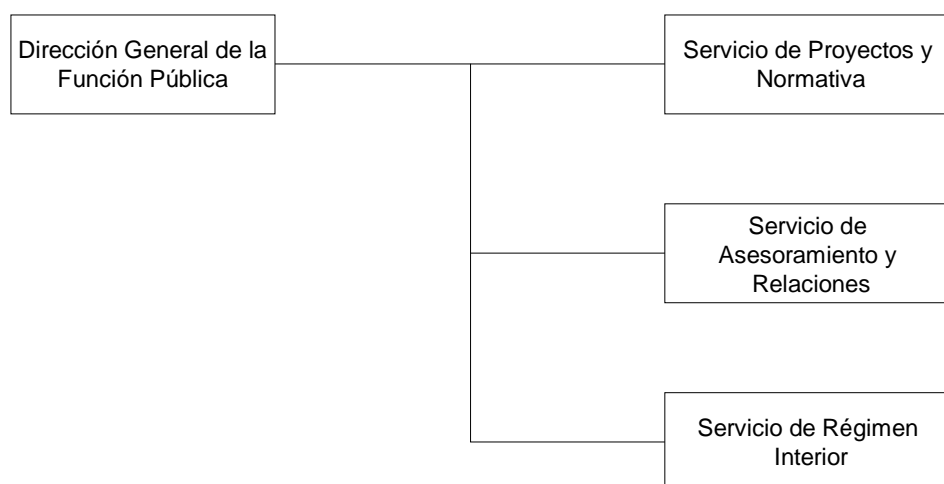 Dirección General de la
Función Pública
Servicio de Proyectos y
Normativa
Servicio de
Asesoramiento y
Relaciones
Servicio de Régimen
Interior